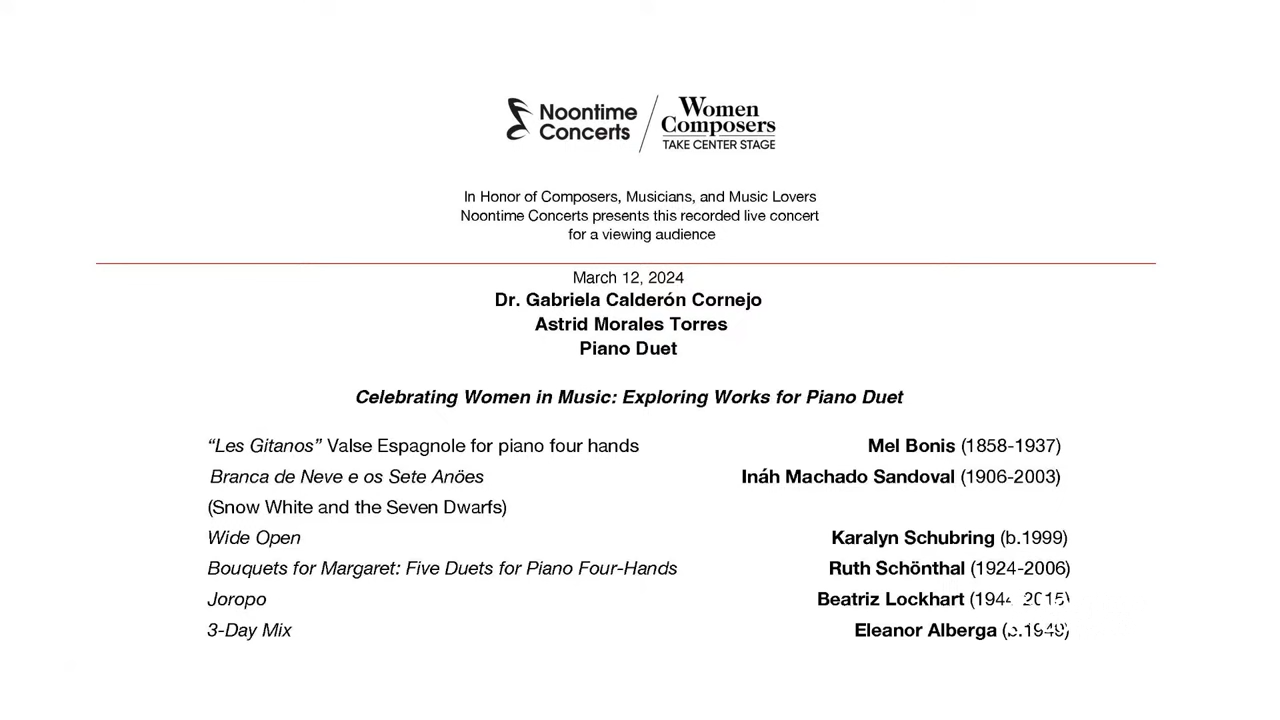 Noontime Concerts
Women Composers
TAKE CENTER STAGE
In Honor of Composers, Musicians, and Music Lovers
Noontime Concerts presents this recorded live concert
for a viewing audience
March 12, 2024
Dr. Gabriela Calderón Cornejo
Astrid Morales Torres
Piano Duet
Celebrating Women in Music: Exploring Works for Piano Duet
“Les Gitanos” Valse Espagnole for piano four hands Mel Bonis (1858-1937)
Branca de Neve e os Sete Anöes Ináh Machado Sandoval (1906-2003)
(Snow White and the Seven Dwarfs)
Wide Open Karalyn Schubring (b.1999)
Bouquets for Margaret: Five Duets for Piano Four-Hands Ruth Schönthal (1924-2006)
Joropo Beatriz Lockhart
3-Day Mix Eleanor Alberga